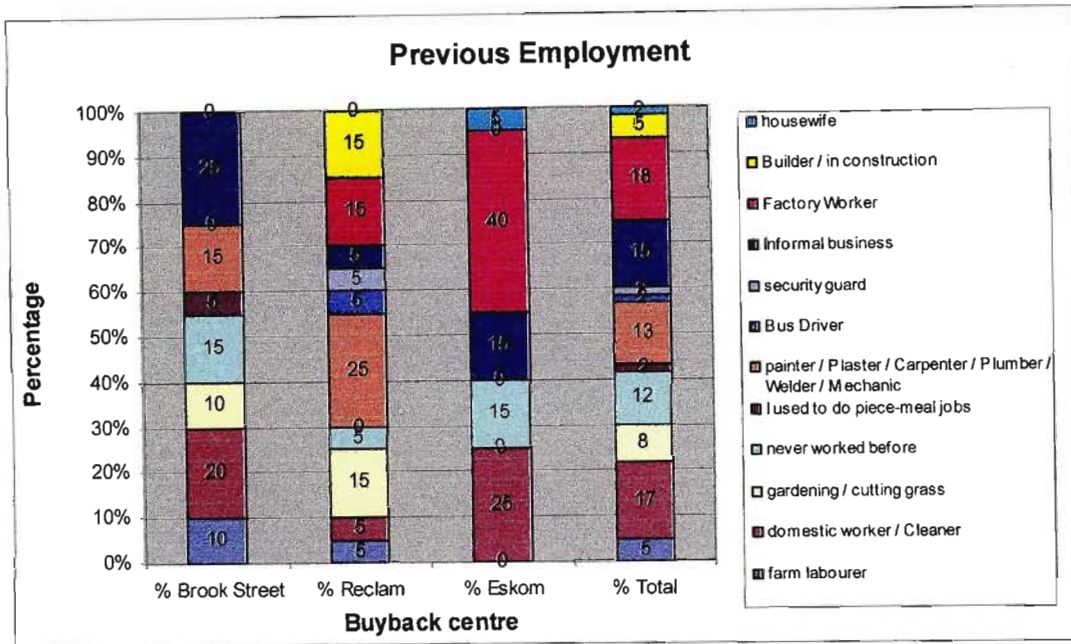 Previous Employment
Percentage
100%
90%
80%
70%
60%
50%
40%
30%
20%
10%
0%
0
25
0
15
5
15
10
20
10
0
15
15
5
5
5
25
0
5
15
5
5
5
0
40
15
0
15
0
25
0
2
5
18
15
2
13
2
12
8
17
5
% Brook Street
% Reclam
% Eskom
% Total
Buyback centre
housewife
Builder / in construction
Factory Worker
Informal business
security guard
Bus Driver
painter / Plaster / Carpenter / Plumber /
Welder / Mechanic
I used to do piece-meal jobs
never worked before
gardening / cutting grass
domestic worker / Cleaner
farm labourer